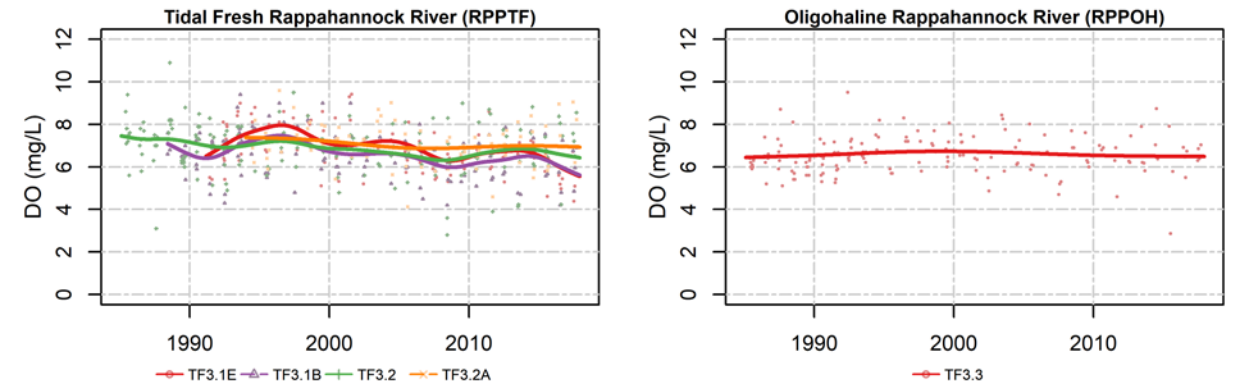 Tidal Fresh Rappahannock River (RPPTF)
DO (mg/L)
12
10
8
6
4
2
0
1990 2000 2010
TF3.1E TF3.1B TF3.2 TF3.2A
Oligohaline Rappahannock River (RPPOH)
DO (mg/L)
12
10
8
6
4
2
0
1990 2000 2010
TF3.3